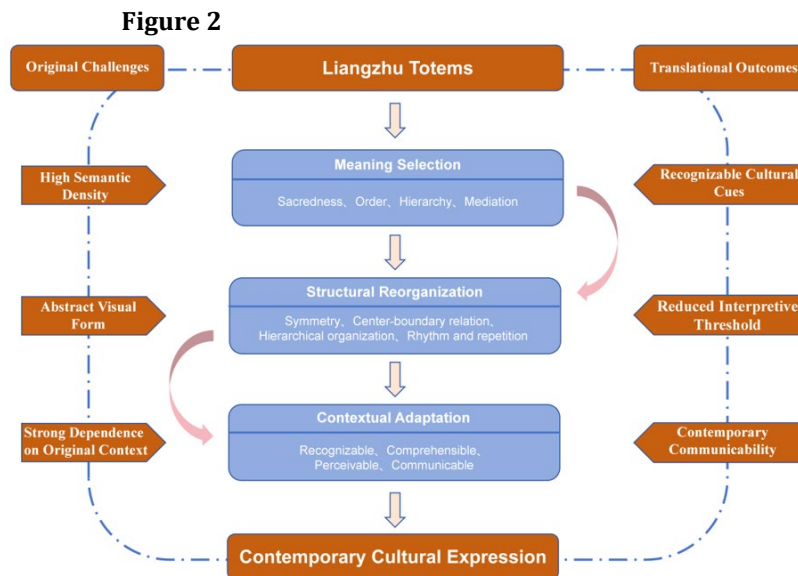 Figure 2
Original Challenges
Liangzhu Totems
Translational Outcomes
Meaning Selection
Sacredness、Order、Hierarchy、Mediation
High Semantic
Density
Recognizable Cultural
Cues
Structural Reorganization
Symmetry、Center-boundary relation、
Hierarchical organization、Rhythm and repetition
Abstract Visual
Form
Reduced Interpretive
Threshold
Contextual Adaptation
Recognizable、Comprehensible、
Perceivable、Communicable
Strong Dependence
on Original Context
Contemporary
Communicability
Contemporary Cultural Expression